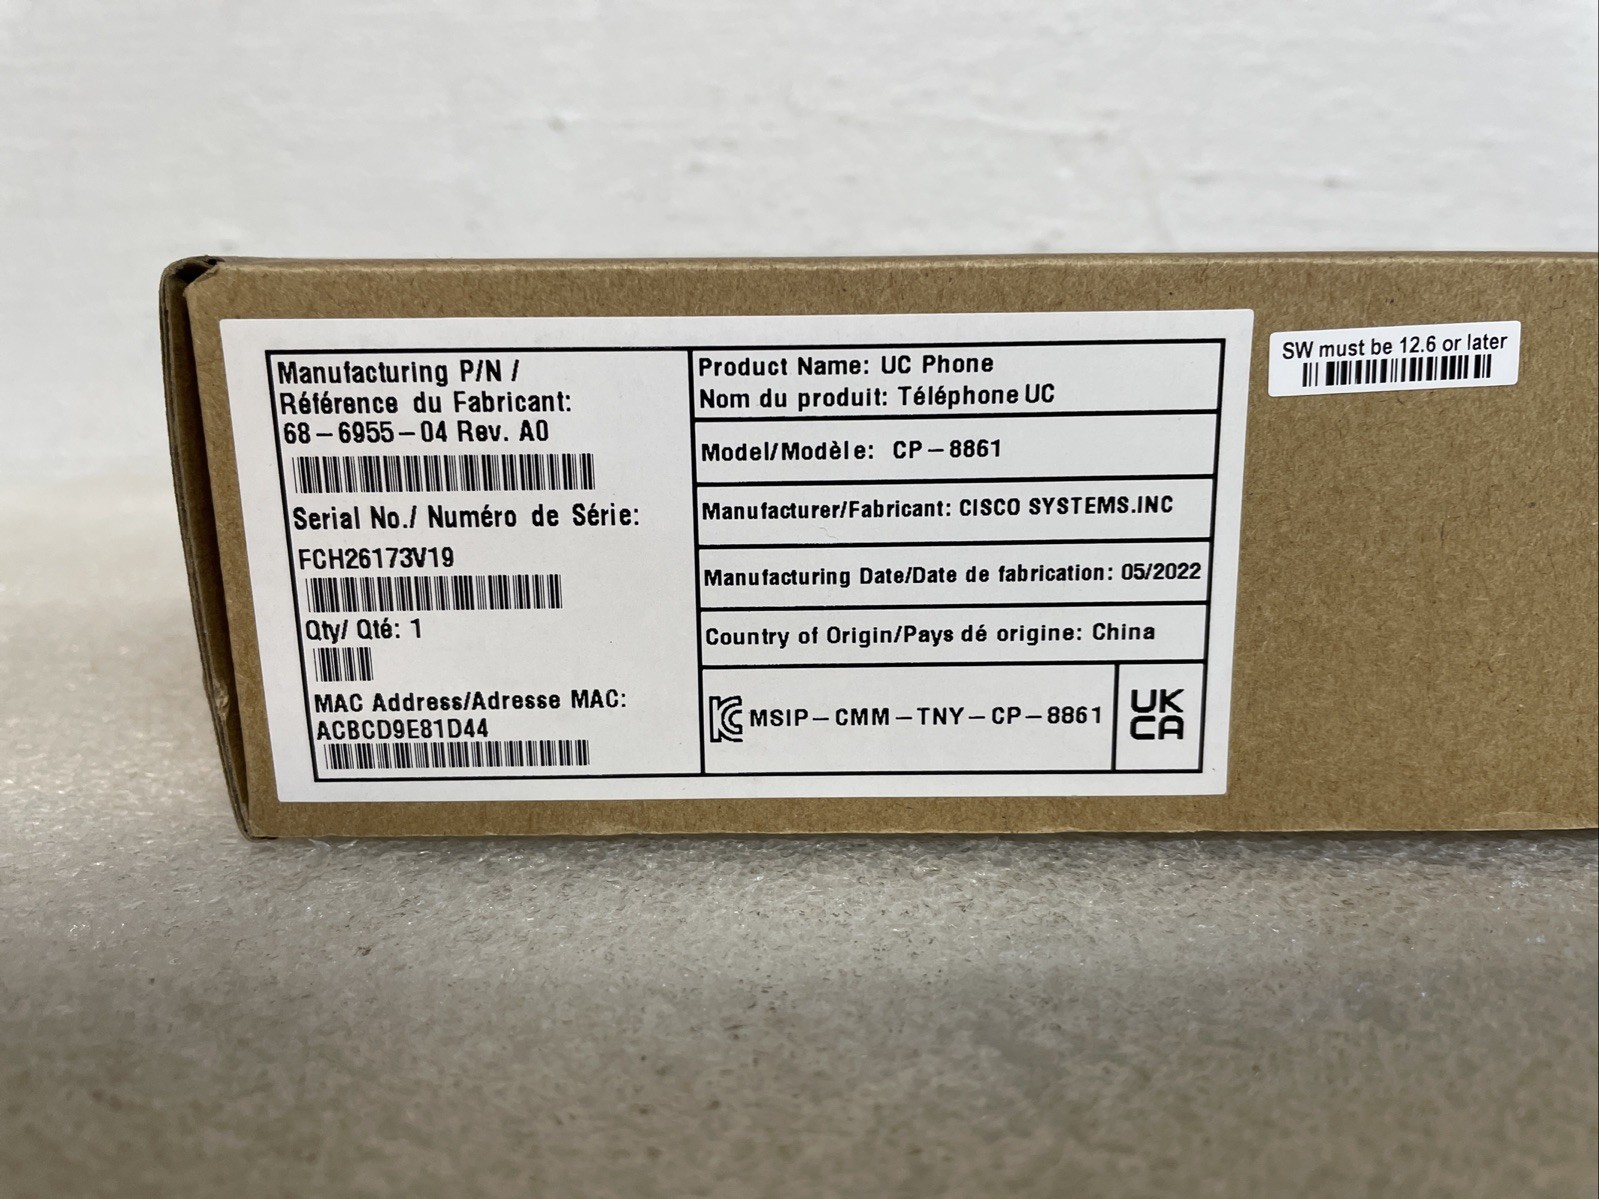 Manufacturing P/N /
Référence du Fabricant:
68-6955-04 Rev. A0
Serial No./ Numéro de Série:
FCH26173V19
Qty/ Qté: 1
MAC Address/Adresse MAC:
ACBCD9E81D44
Product Name: UC Phone
Nom du produit: Téléphone UC
Model/Modèle: CP-8861
Manufacturer/Fabricant: CISCO SYSTEMS.INC
Manufacturing Date/Date de fabrication: 05/2022
Country of Origin/Pays dé origine: China
MSIP-CMM-TNY-CP-8861
UK
CA
SW must be 12.6 or later